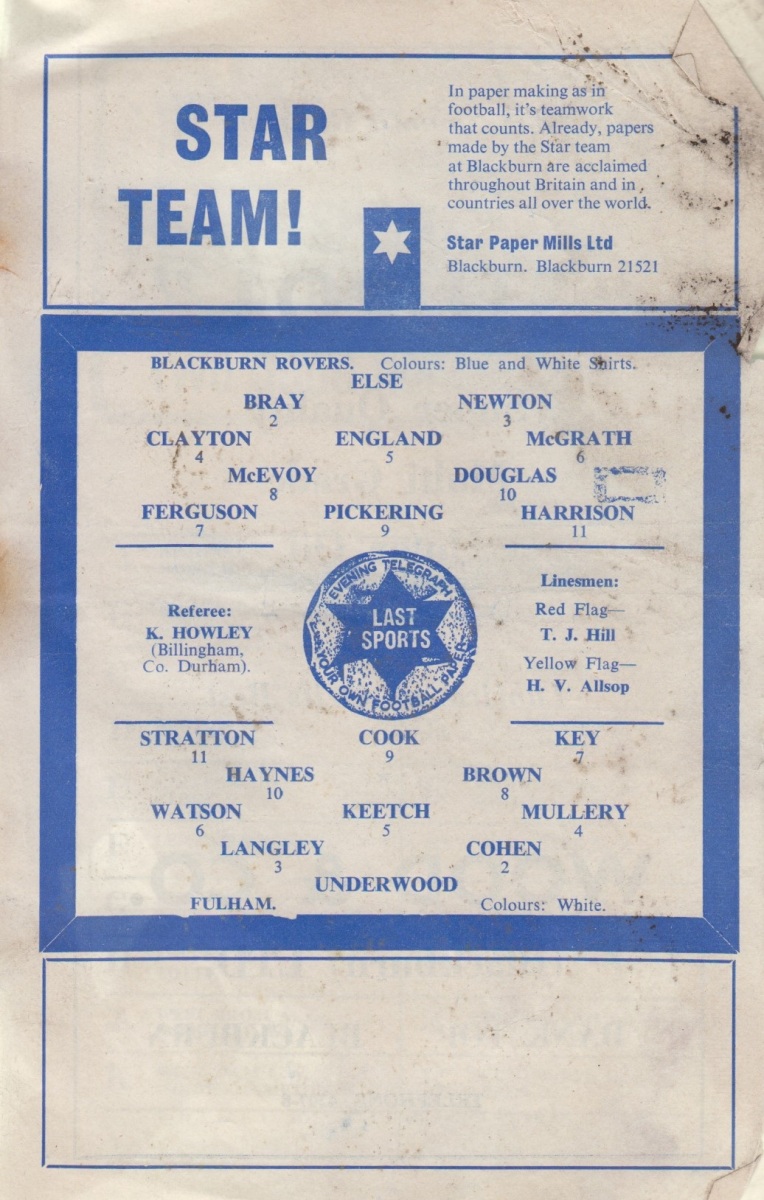 STAR
TEAM!
In paper making as in
football, it's teamwork
that counts. Already, papers
made by the Star team
at Blackburn are acclaimed
throughout Britain and in
countries all over the world.
Star Paper Mills Ltd
Blackburn. Blackburn 21521
BLACKBURN ROVERS. Colours: Blue and White Shirts.
ELSE
BRAY NEWTON
2 3
CLAYTON ENGLAND McGRATH
4 5 6
McEVOY DOUGLAS
8 10
FERGUSON PICKERING HARRISON
7 9 11
Referee:
K. HOWLEY
(Billingham,
Co. Durham).
EVENING TELEGRAPH
LAST
SPORTS
YOUR OWN FOOTBALL PAPER
Linesmen:
Red Flag—
T. J. Hill
Yellow Flag—
H. V. Allsop
STRATTON COOK KEY
11 9 7
HAYNES BROWN
10 8
WATSON KEETCH MULLERY
6 5 4
LANGLEY COHEN
3 2
UNDERWOOD
FULHAM. Colours: White.